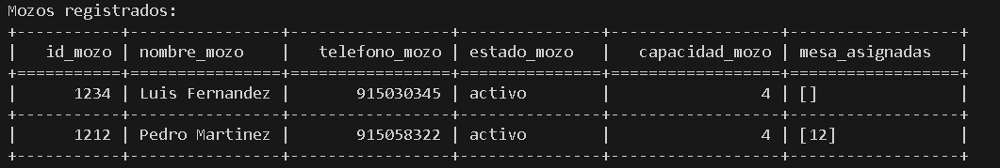 Mozos registrados:
+-----------+-----------------+-----------------+---------------+------------------+------------------+
|   id_mozo | nombre_mozo     |   telefono_mozo | estado_mozo   |   capacidad_mozo | mesa_asignadas   |
+===========+=================+=================+===============+==================+==================+
|      1234 | Luis Fernandez  |       915030345 | activo        |                4 | []               |
+-----------+-----------------+-----------------+---------------+------------------+------------------+
|      1212 | Pedro Martinez  |       915058322 | activo        |                4 | [12]             |
+-----------+-----------------+-----------------+---------------+------------------+------------------+